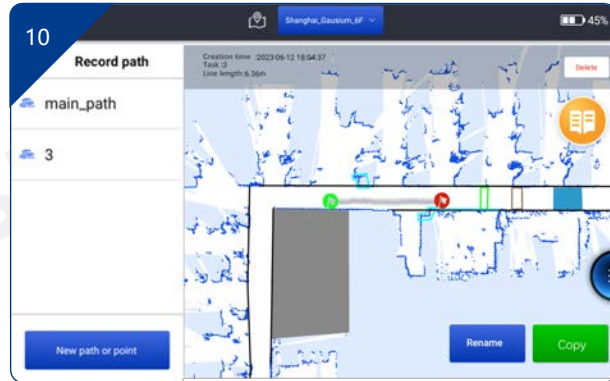 10
Shanghai_Gausium_6F
45%
Record path
Creation time :2023-06-12 18:04:37
Task :3
Line length:6.36m
Delete
main_path
3
New path or point
Rename
Copy